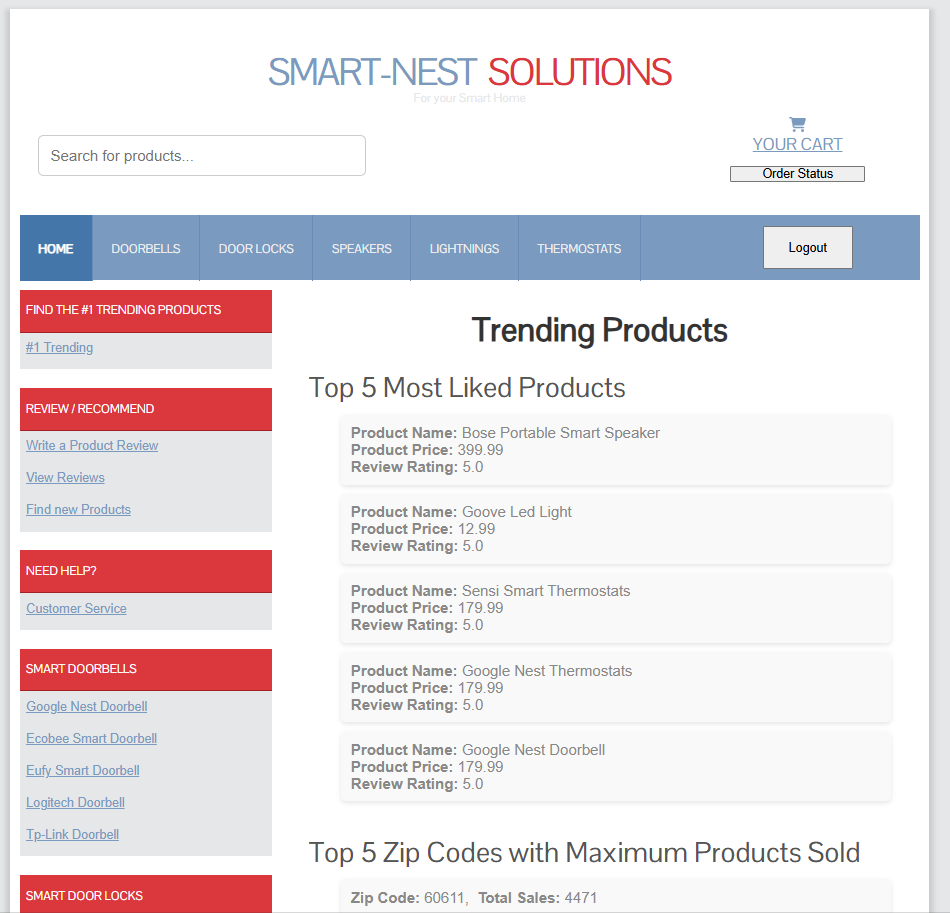 SMART-NEST SOLUTIONS
For your Smart Home
Search for products...
YOUR CART
Order Status
HOME DOORBELLS DOOR LOCKS SPEAKERS LIGHTNINGS THERMOSTATS Logout
FIND THE #1 TRENDING PRODUCTS
#1 Trending
REVIEW / RECOMMEND
Write a Product Review
View Reviews
Find new Products
NEED HELP?
Customer Service
SMART DOORBELLS
Google Nest Doorbell
Ecobee Smart Doorbell
Eufy Smart Doorbell
Logitech Doorbell
Tp-Link Doorbell
SMART DOOR LOCKS
Trending Products
Top 5 Most Liked Products
Product Name: Bose Portable Smart Speaker
Product Price: 399.99
Review Rating: 5.0
Product Name: Goove Led Light
Product Price: 12.99
Review Rating: 5.0
Product Name: Sensi Smart Thermostats
Product Price: 179.99
Review Rating: 5.0
Product Name: Google Nest Thermostats
Product Price: 179.99
Review Rating: 5.0
Product Name: Google Nest Doorbell
Product Price: 179.99
Review Rating: 5.0
Top 5 Zip Codes with Maximum Products Sold
Zip Code: 60611, Total Sales: 4471